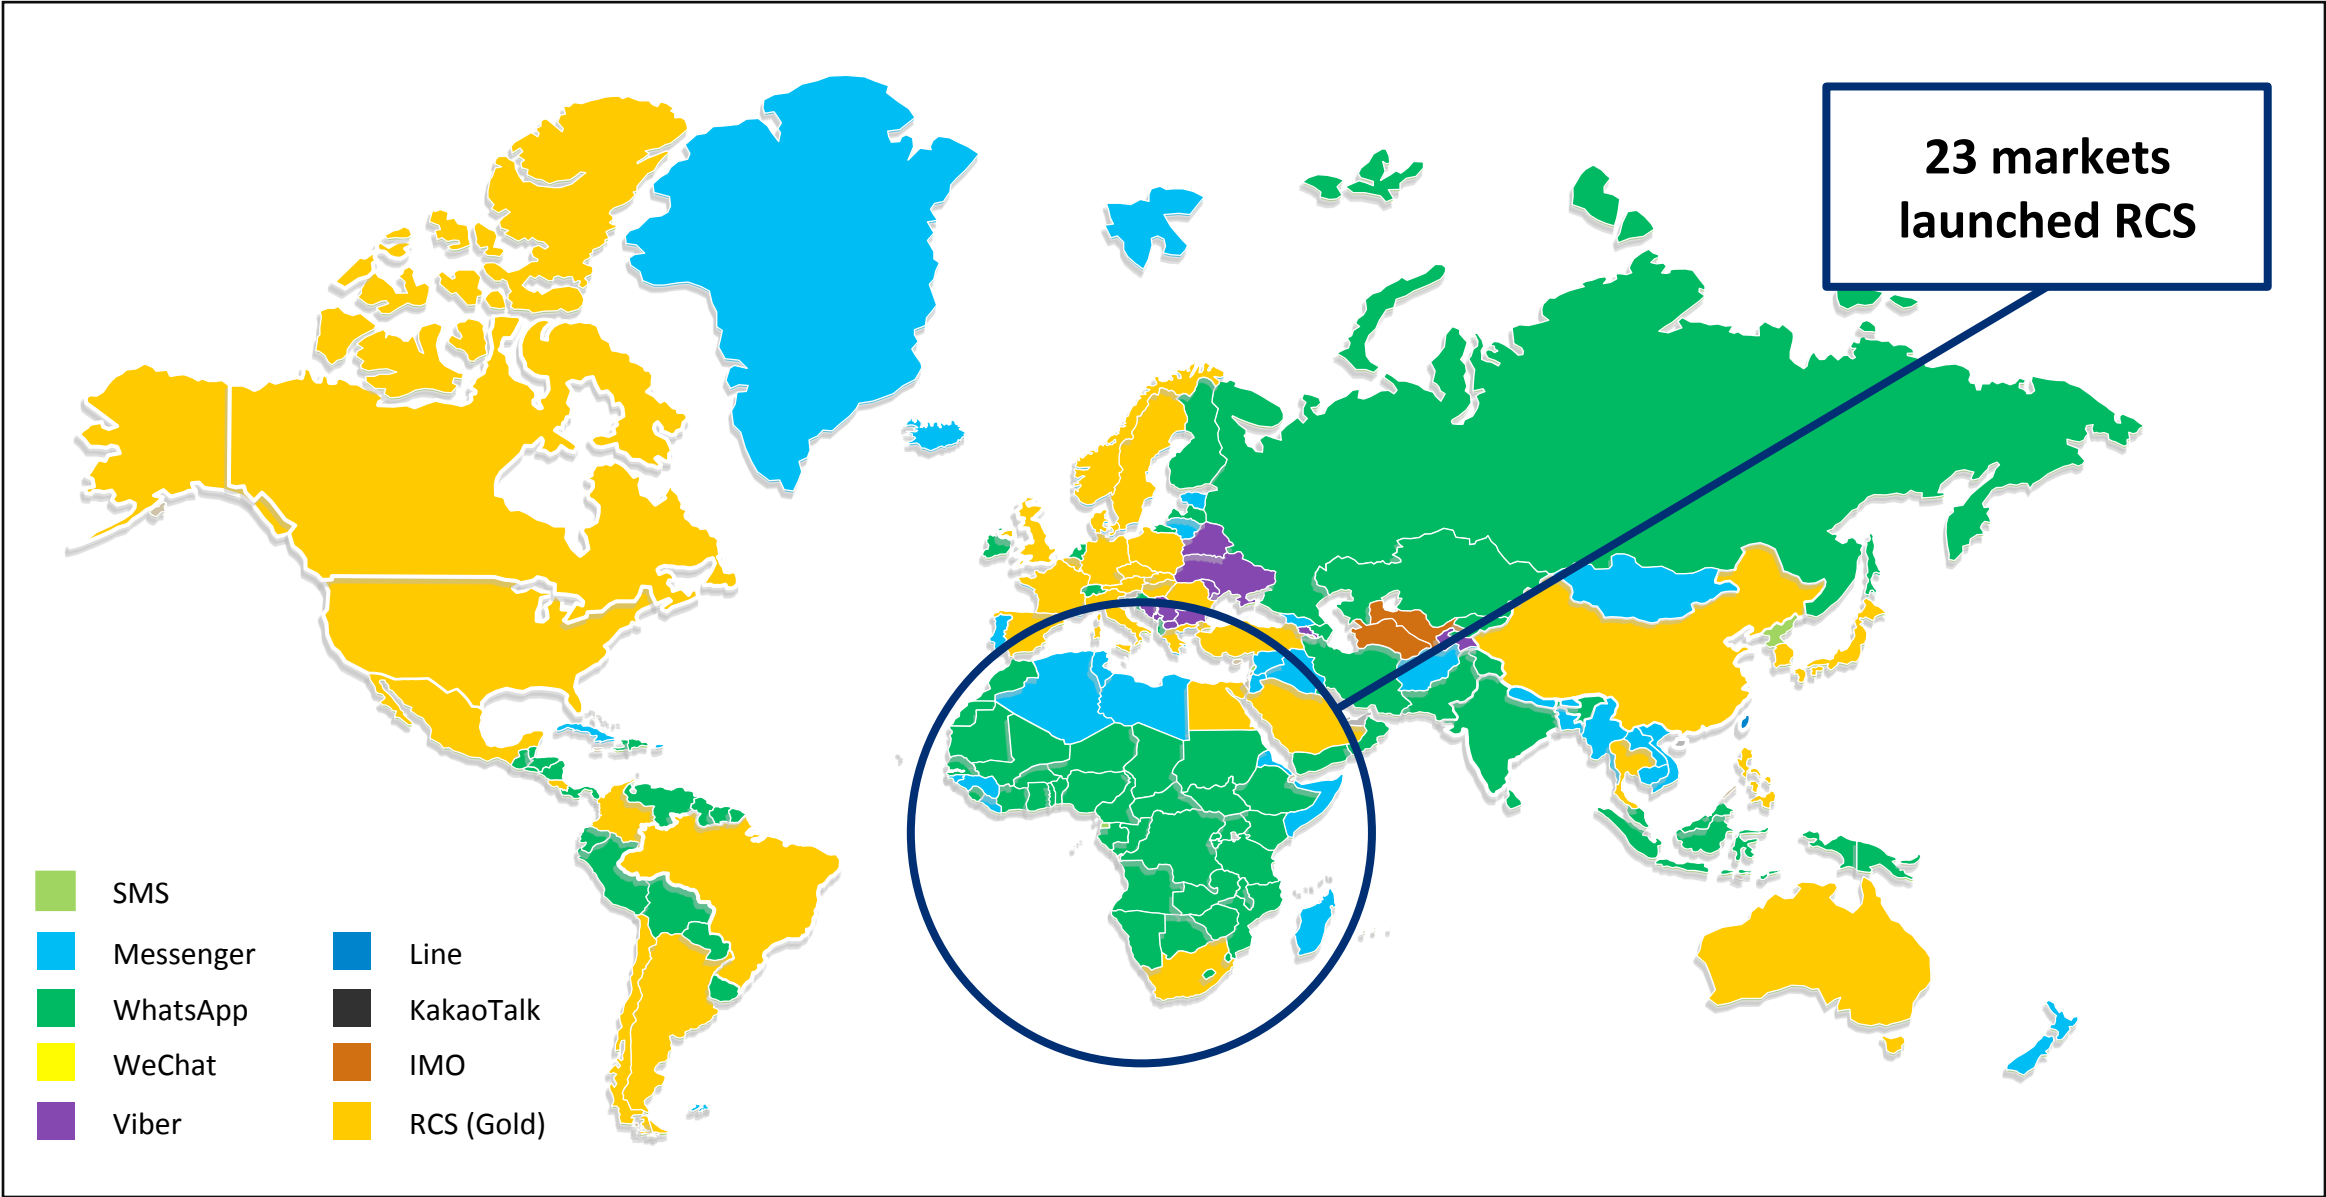 23 markets
launched RCS
SMS
Messenger
WhatsApp
WeChat
Viber
Line
KakaoTalk
IMO
RCS (Gold)